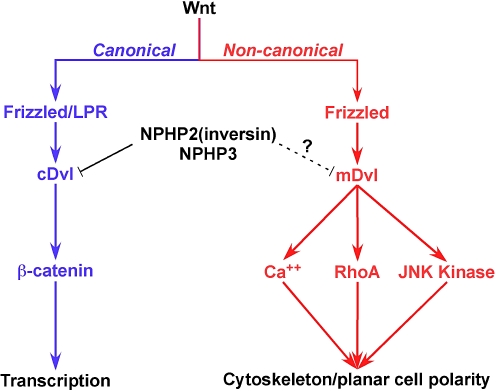 Wnt
Canonical
Non-canonical
Frizzled/LPR
Frizzled
NPHP2(inversin)
NPHP3
?
cDvl
mDvl
β-catenin
Ca⁺⁺
RhoA
JNK Kinase
Transcription
Cytoskeleton/planar cell polarity